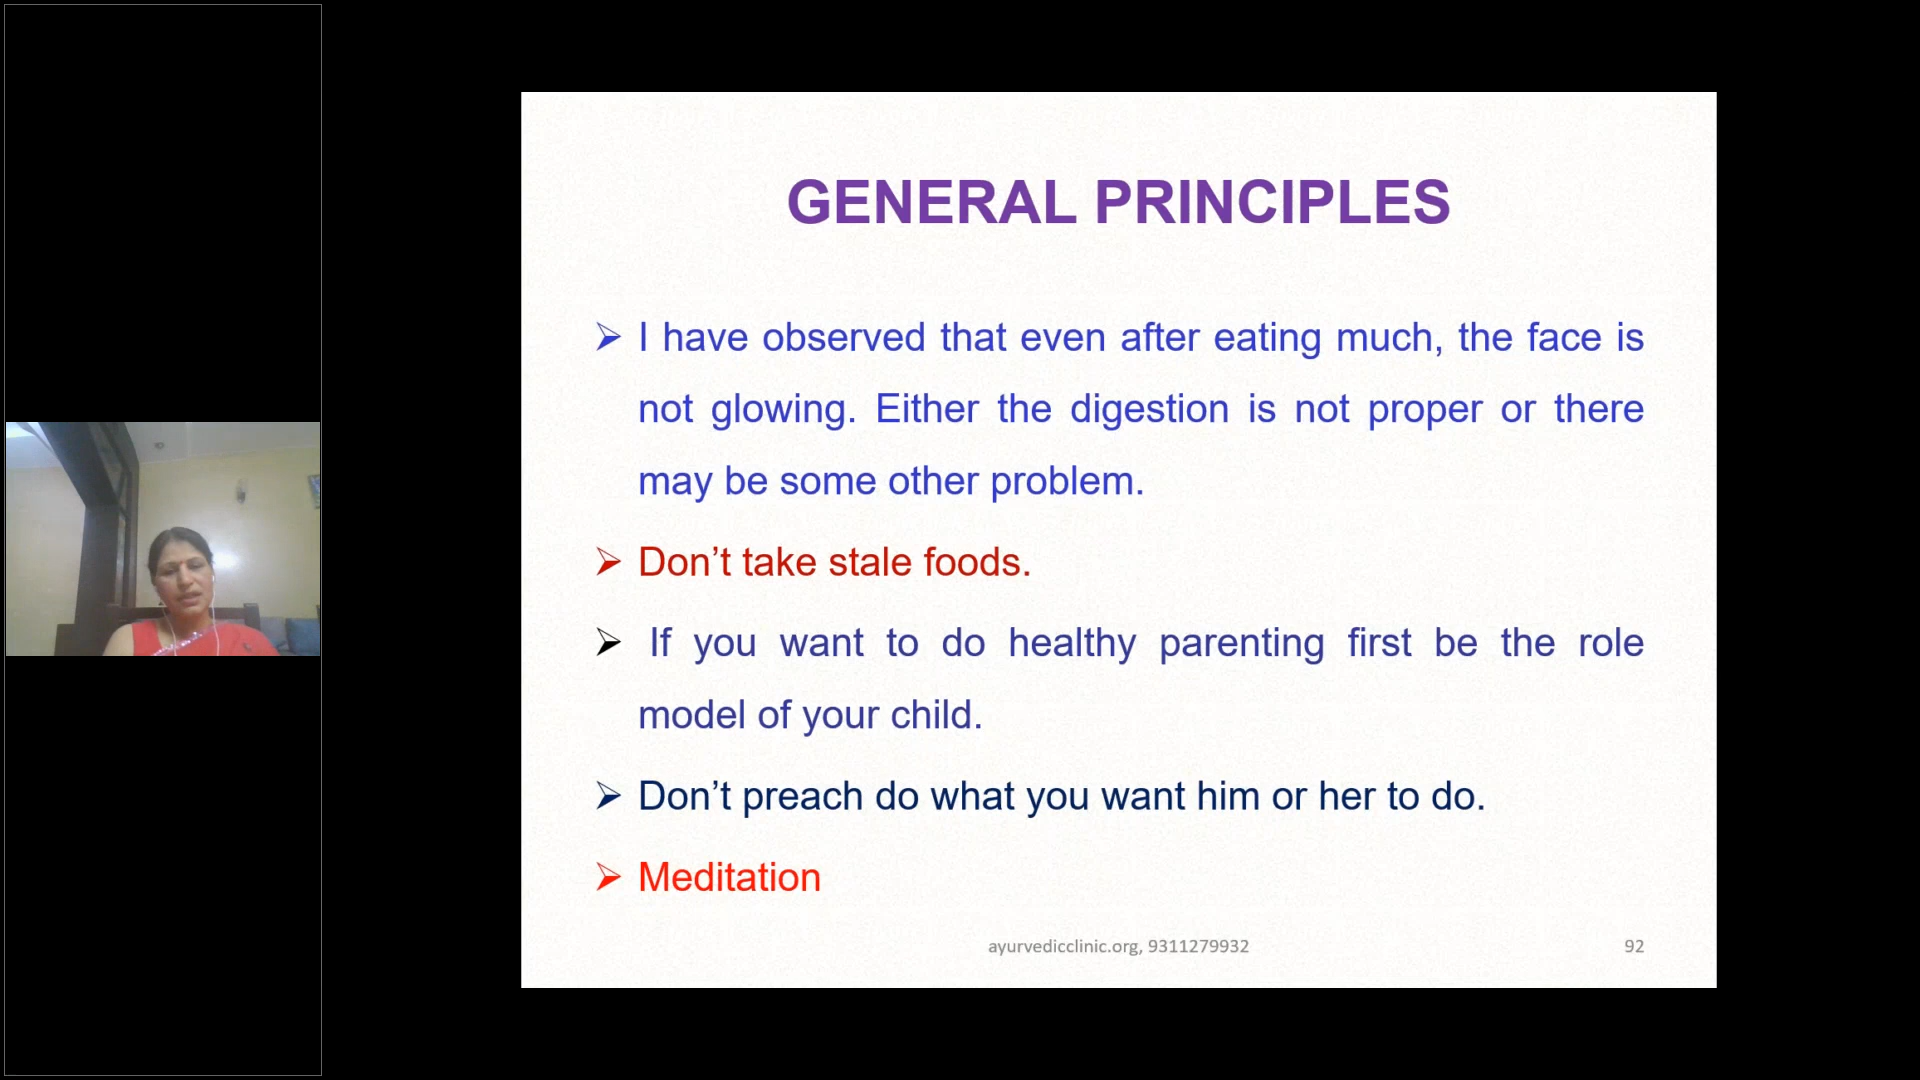 GENERAL PRINCIPLES
I have observed that even after eating much, the face is
not glowing. Either the digestion is not proper or there
may be some other problem.
Don’t take stale foods.
If you want to do healthy parenting first be the role
model of your child.
Don’t preach do what you want him or her to do.
Meditation
ayurvedicclinic.org, 9311279932
92